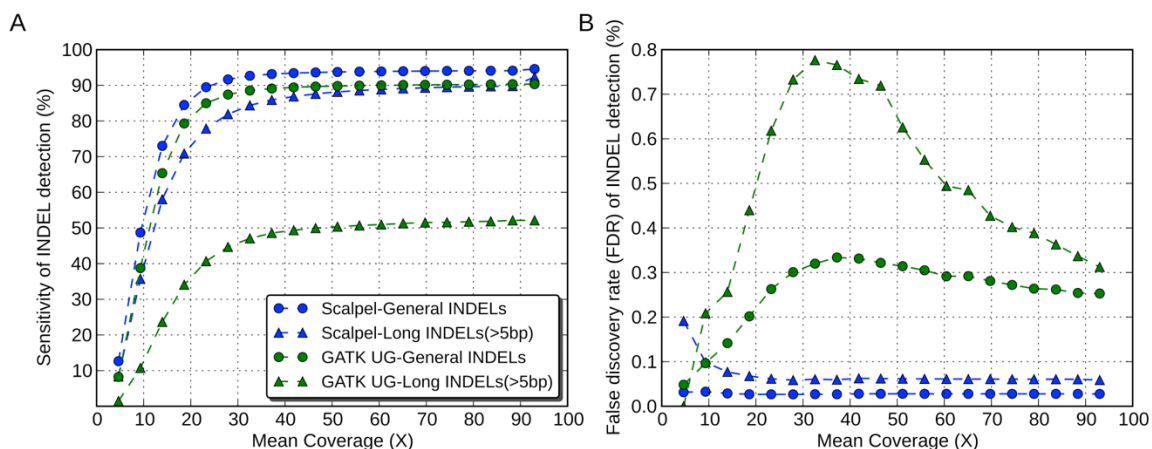 A
Sensitivity of INDEL detection (%)
100
90
80
70
60
50
40
30
20
10
0 10 20 30 40 50 60 70 80 90 100
Mean Coverage (X)
Scalpel-General INDELs
Scalpel-Long INDELs(>5bp)
GATK UG-General INDELs
GATK UG-Long INDELs(>5bp)
B
False discovery rate (FDR) of INDEL detection (%)
0.8
0.7
0.6
0.5
0.4
0.3
0.2
0.1
0.0
0 10 20 30 40 50 60 70 80 90 100
Mean Coverage (X)